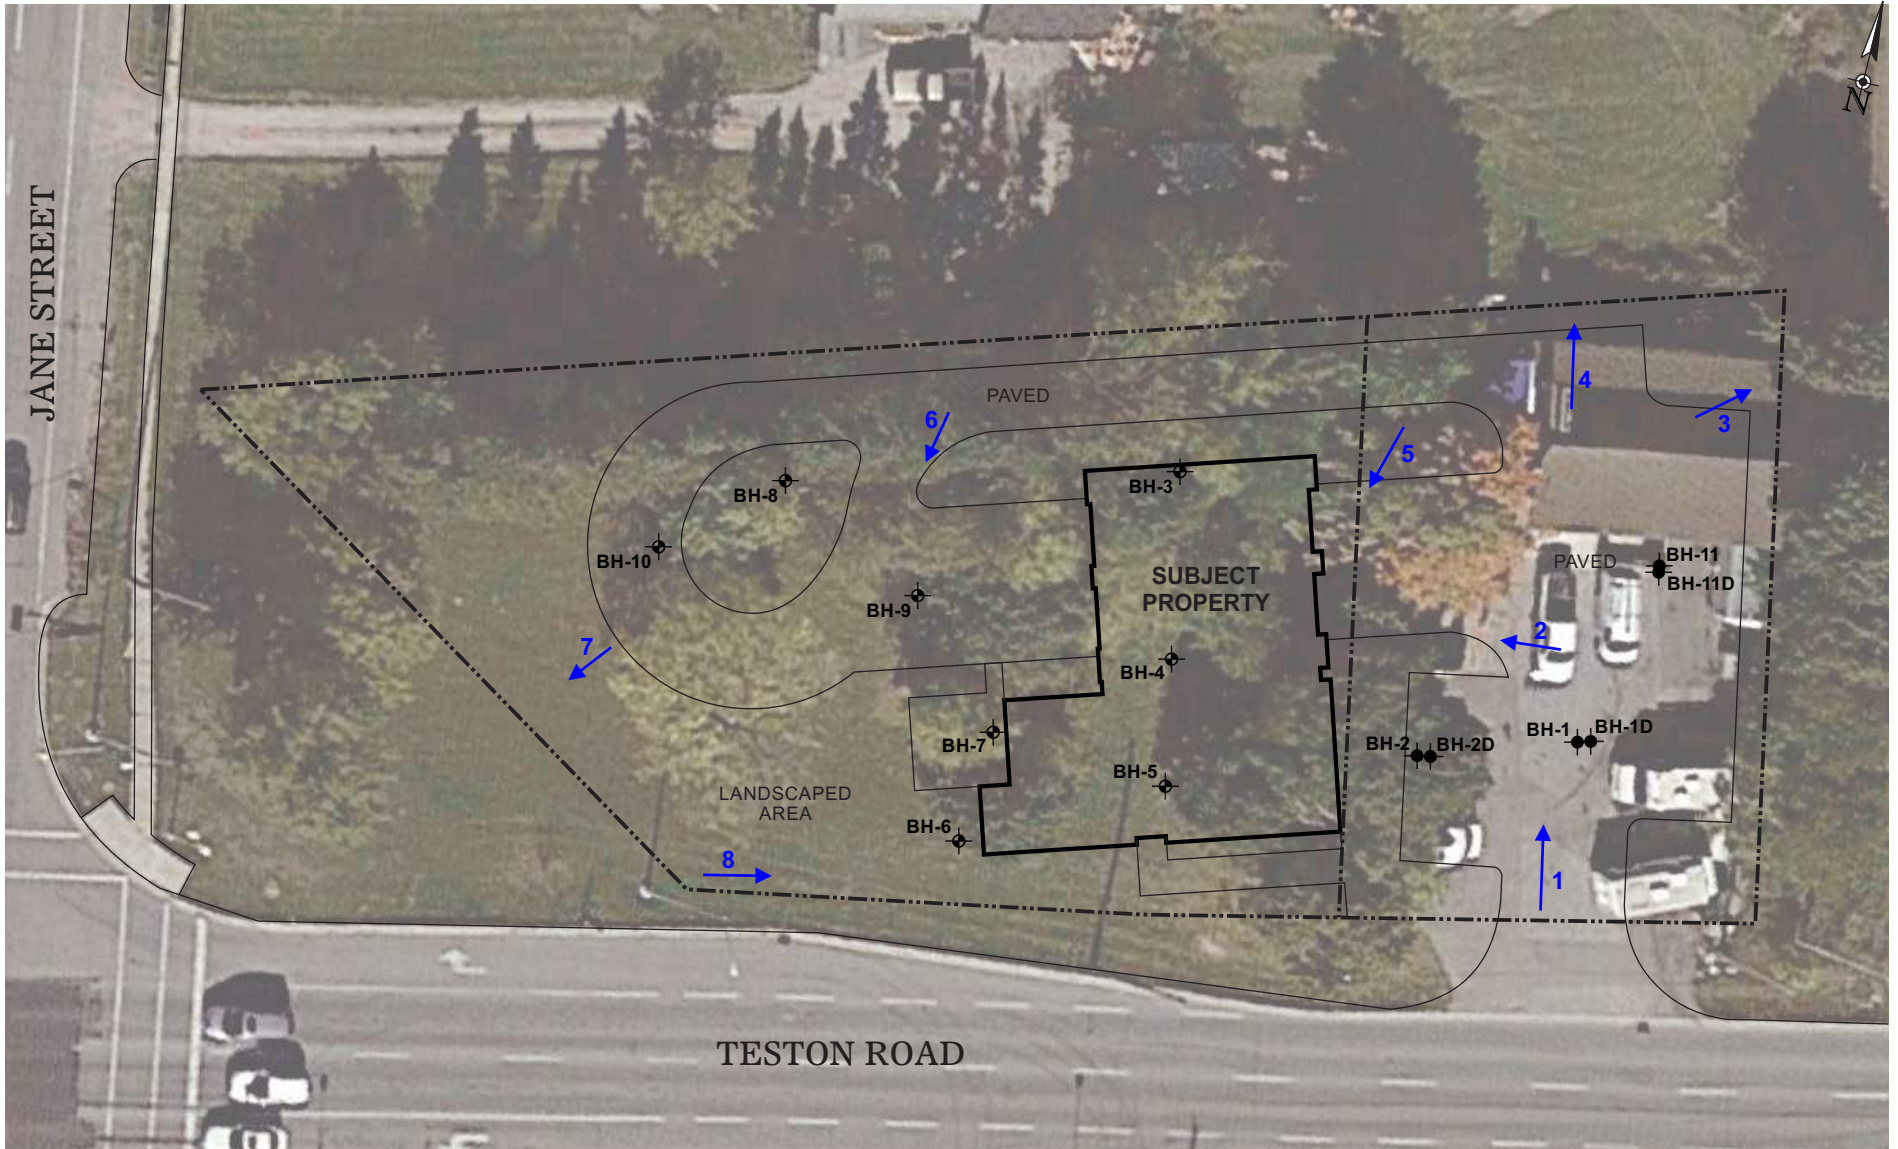 N
JANE STREET
PAVED
4
6
3
5
BH-3
BH-8
BH-10
BH-9
SUBJECT
PROPERTY
PAVED
BH-11
BH-11D
7
2
BH-4
BH-7
BH-2
BH-2D
BH-1
BH-1D
BH-5
LANDSCAPED
AREA
BH-6
8
1
TESTON ROAD